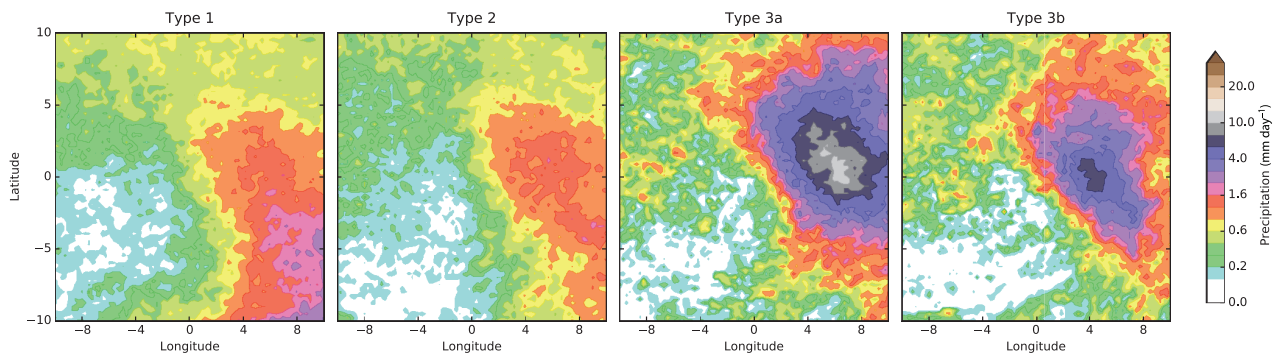 Type 1
Type 2
Type 3a
Type 3b
10
5
0
−5
−10
Latitude
−8 −4 0 4 8
−8 −4 0 4 8
−8 −4 0 4 8
−8 −4 0 4 8
Longitude
Longitude
Longitude
Longitude
20.0
10.0
4.0
1.6
0.6
0.2
0.0
Precipitation (mm day⁻¹)